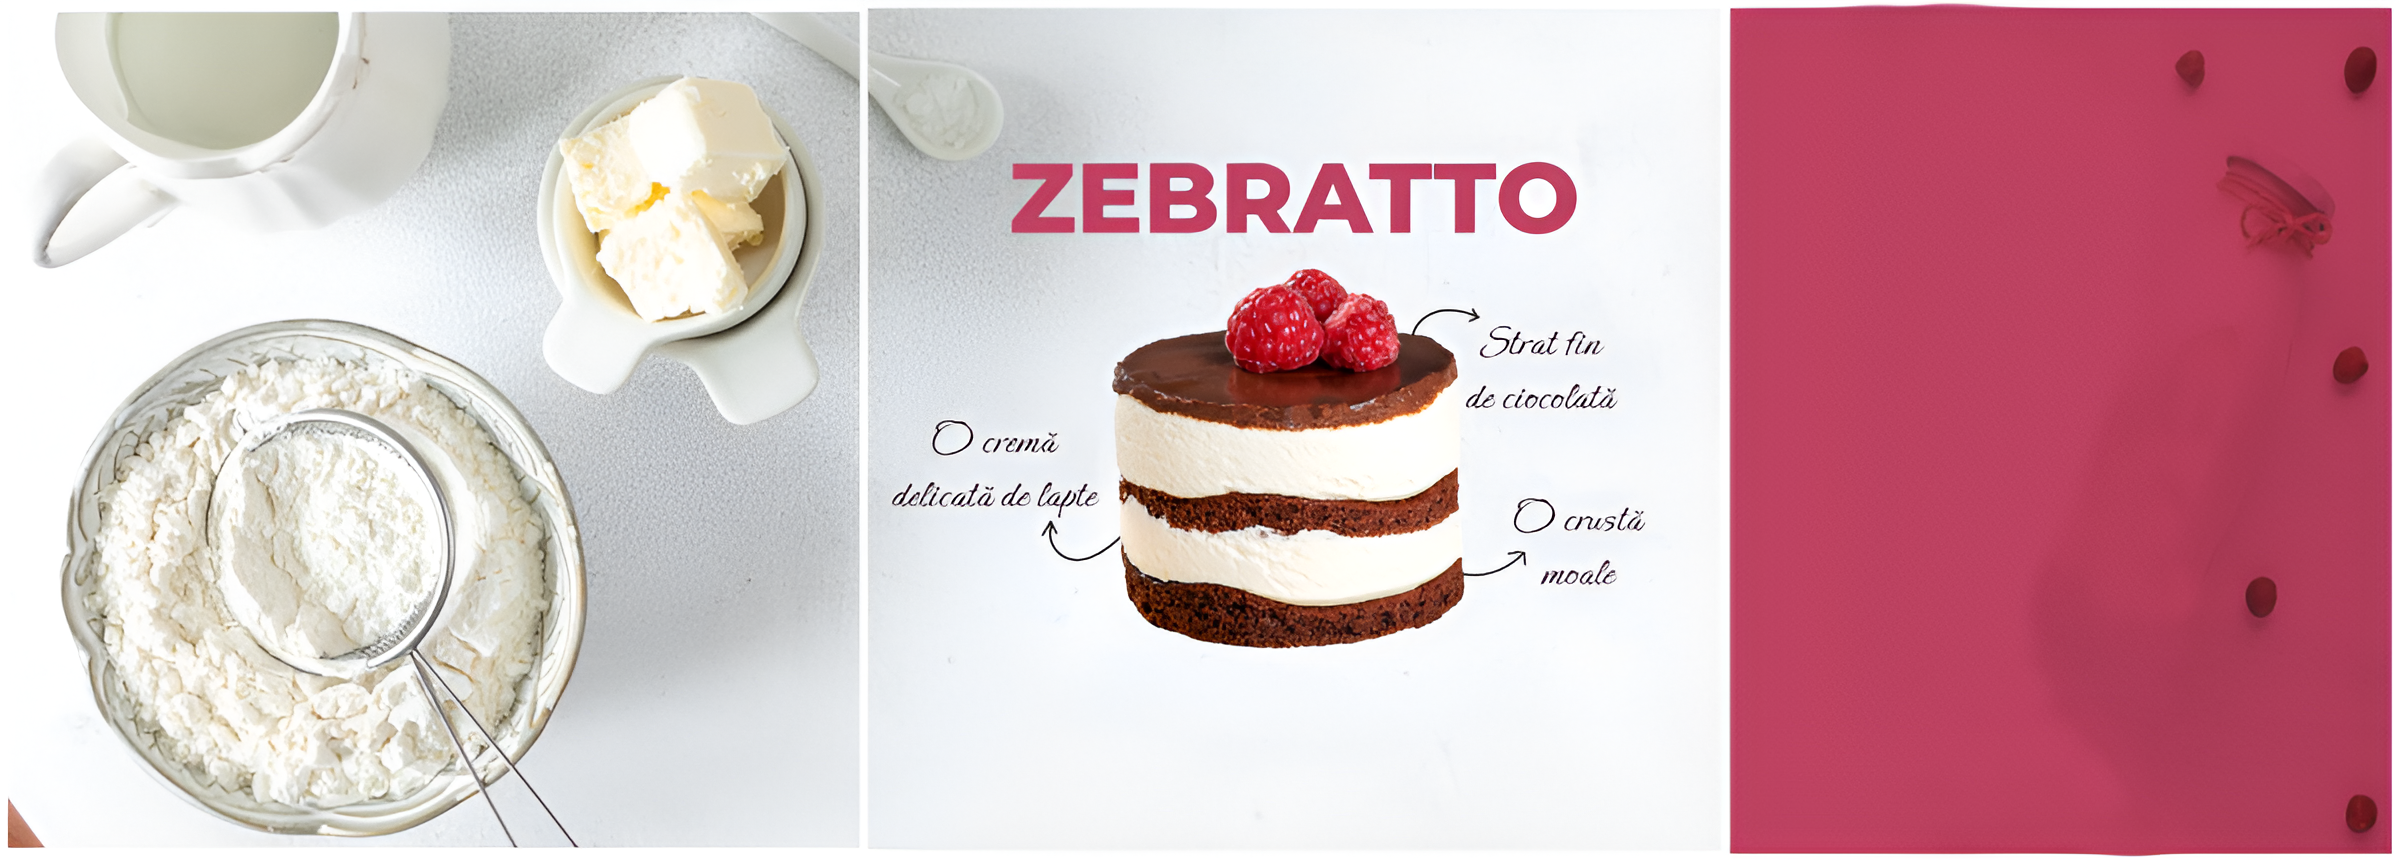 ZEBRATTO
Strat fin
de ciocolată
O cremă
delicată de lapte
O crustă
moale